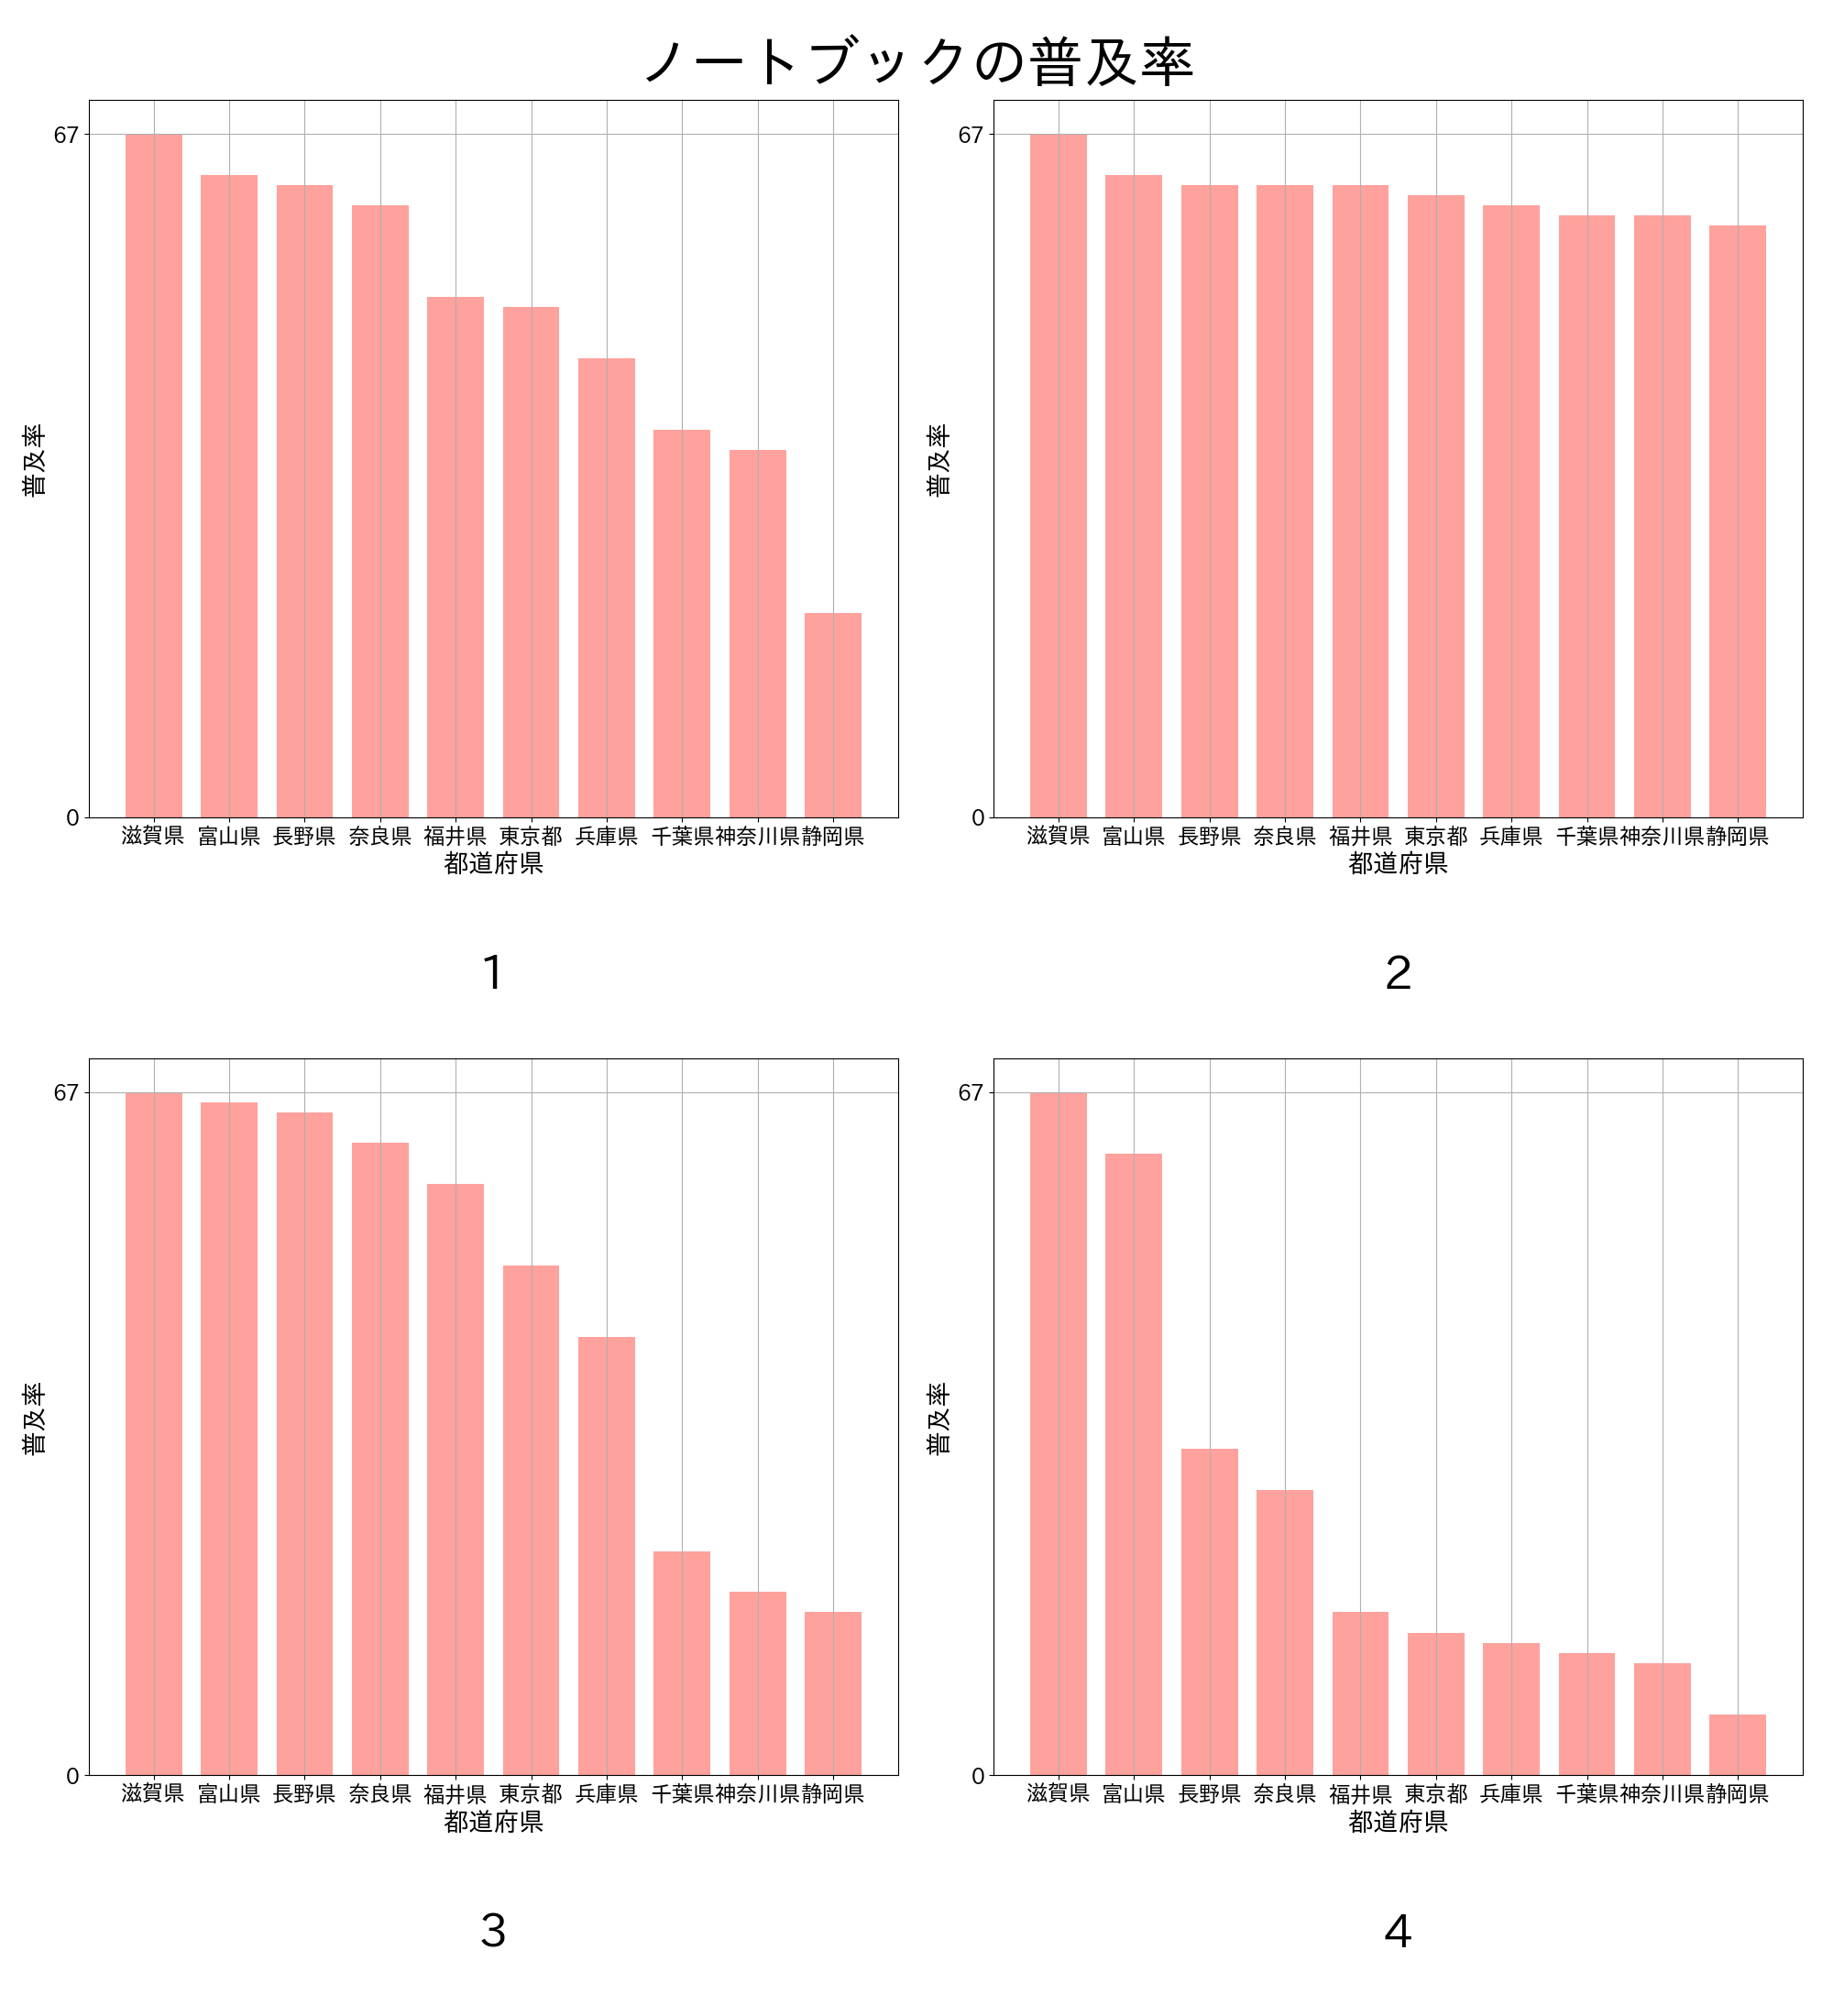 ノートブックの普及率
67
0
普及率
滋賀県 富山県 長野県 奈良県 福井県 東京都 兵庫県 千葉県 神奈川県 静岡県
都道府県
1
67
0
普及率
滋賀県 富山県 長野県 奈良県 福井県 東京都 兵庫県 千葉県 神奈川県 静岡県
都道府県
2
67
0
普及率
滋賀県 富山県 長野県 奈良県 福井県 東京都 兵庫県 千葉県 神奈川県 静岡県
都道府県
3
67
0
普及率
滋賀県 富山県 長野県 奈良県 福井県 東京都 兵庫県 千葉県 神奈川県 静岡県
都道府県
4